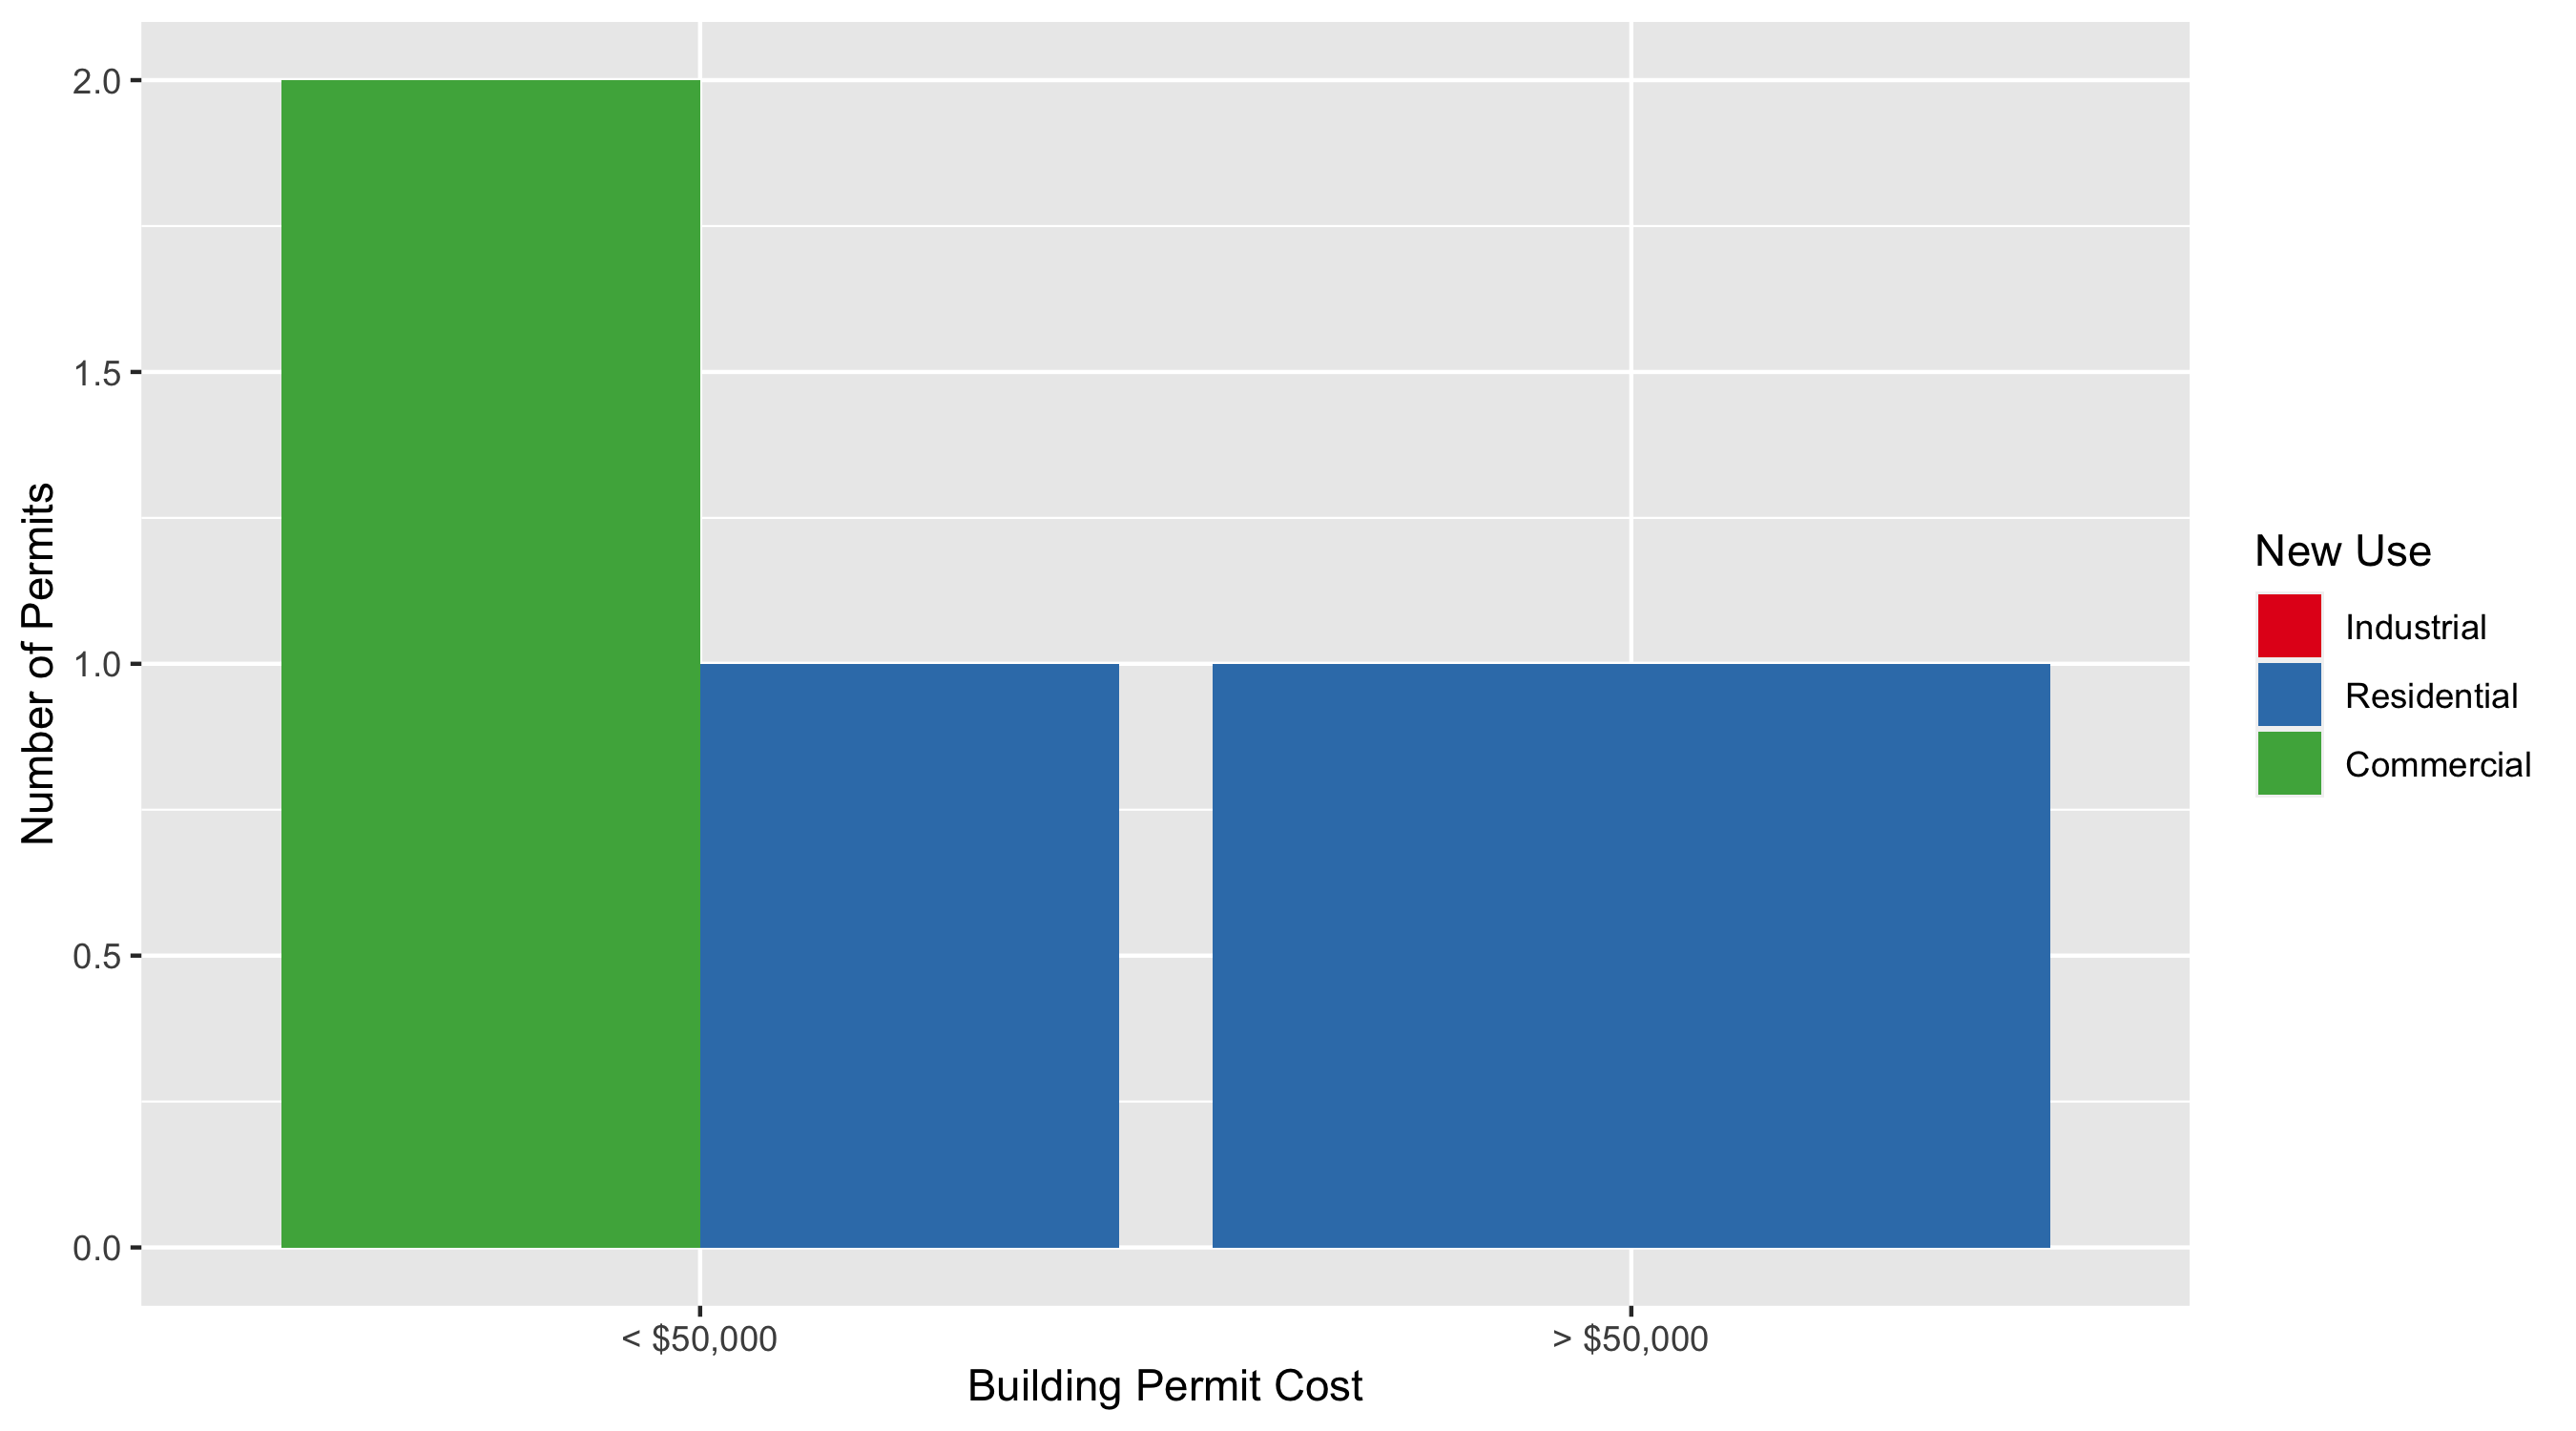 Number of Permits
2.0
1.5
1.0
0.5
0.0
< $50,000
> $50,000
Building Permit Cost
New Use
Industrial
Residential
Commercial